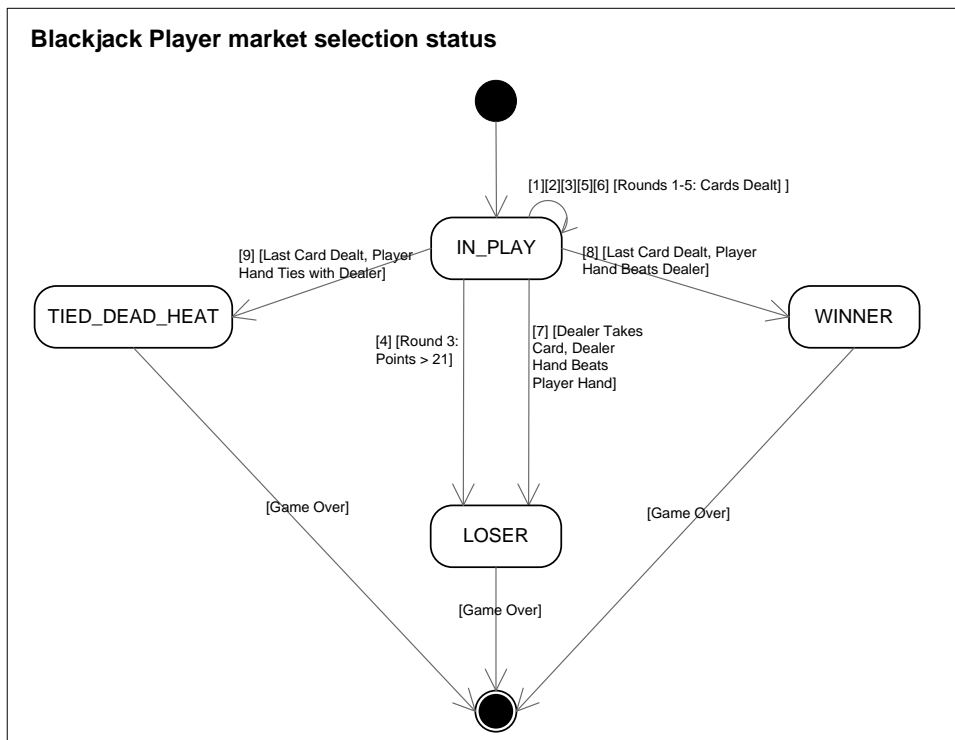 Blackjack Player market selection status
[1][2][3][5][6] [Rounds 1-5: Cards Dealt] ]
IN_PLAY
[9] [Last Card Dealt, Player
Hand Ties with Dealer]
[8] [Last Card Dealt, Player
Hand Beats Dealer]
TIED_DEAD_HEAT
WINNER
[4] [Round 3:
Points > 21]
[7] [Dealer Takes
Card, Dealer
Hand Beats
Player Hand]
[Game Over]
[Game Over]
LOSER
[Game Over]